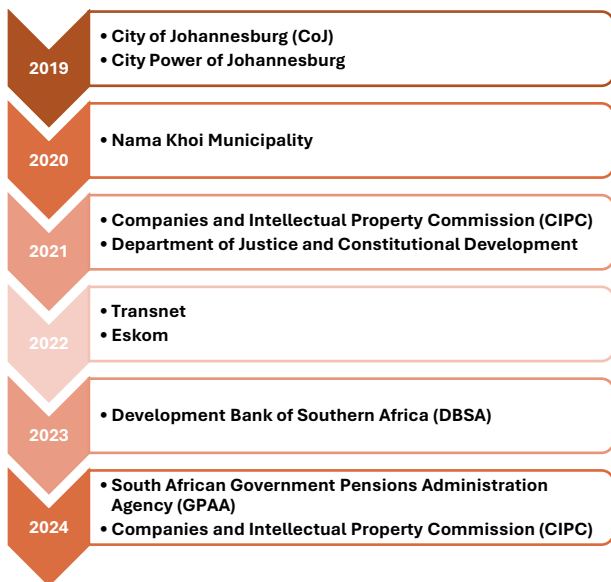 2019
• City of Johannesburg (CoJ)
• City Power of Johannesburg
2020
• Nama Khoi Municipality
2021
• Companies and Intellectual Property Commission (CIPC)
• Department of Justice and Constitutional Development
2022
• Transnet
• Eskom
2023
• Development Bank of Southern Africa (DBSA)
2024
• South African Government Pensions Administration
Agency (GPAA)
• Companies and Intellectual Property Commission (CIPC)